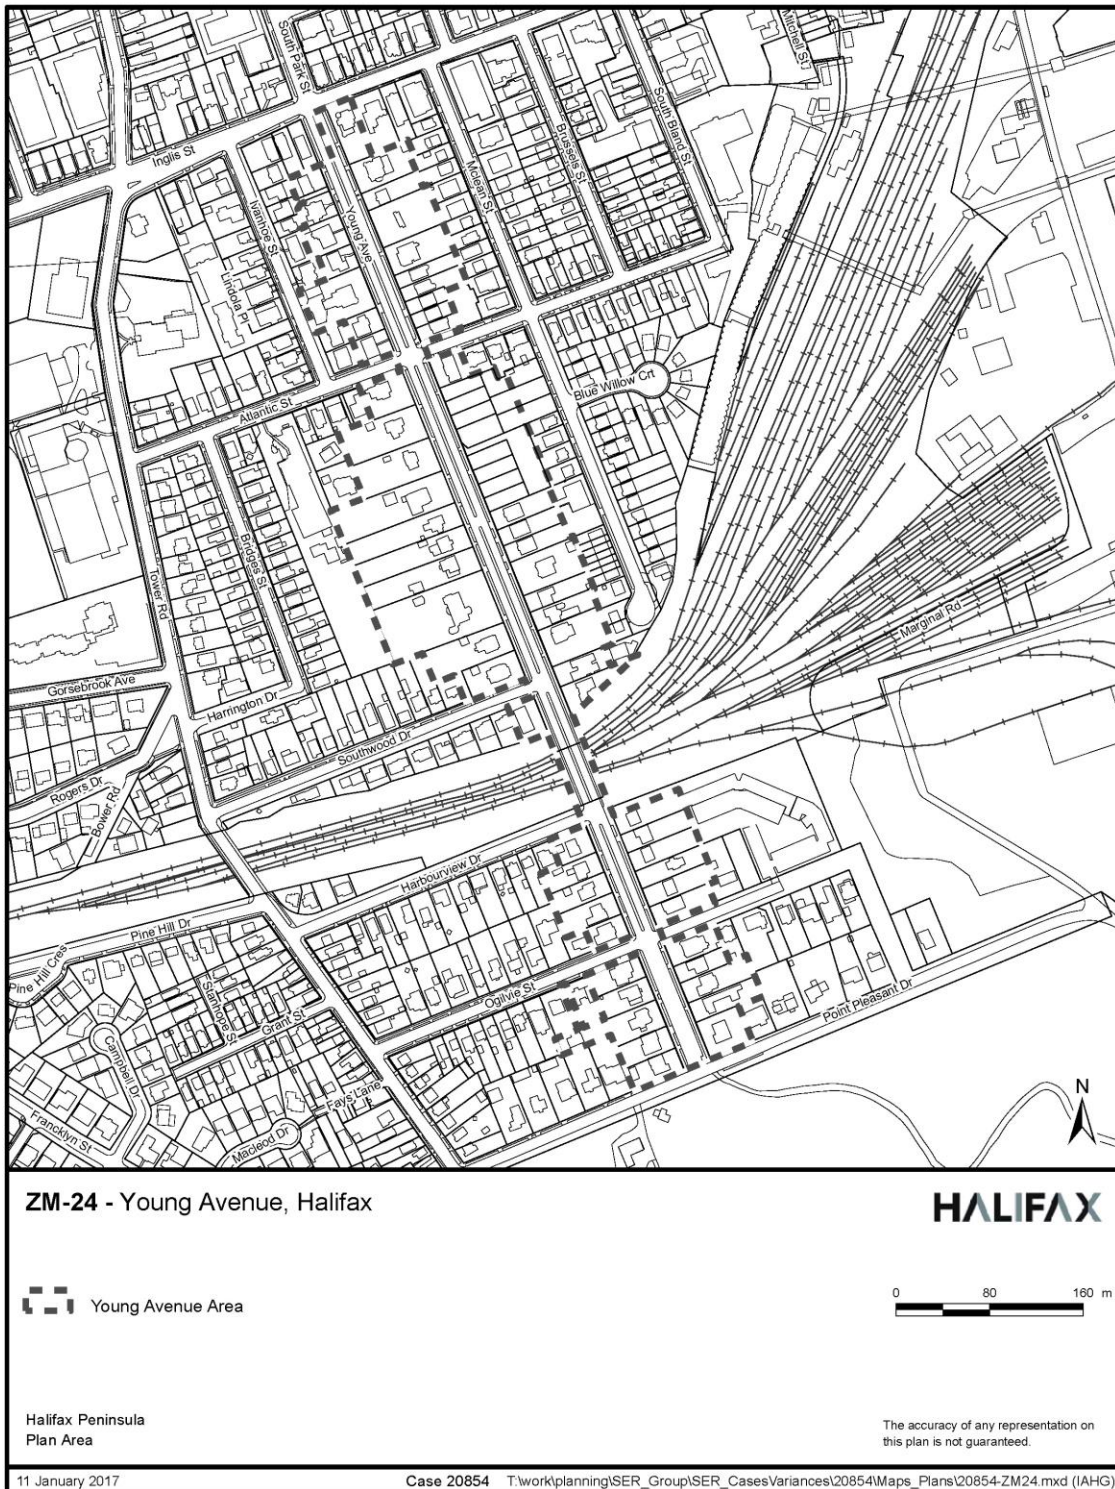 South Park St
Mitchell St
Inglis St
Brussels St
South Bland St
Mclean St
Ivanhoe St
Young Ave
Lindola Pl
Blue Willow Crt
Atlantic St
Bridges St
Tower Rd
Marginal Rd
Gorsebrook Ave
Harrington Dr
Southwood Dr
Rogers Dr
Bower Rd
Harbourview Dr
Pine Hill Dr
Pine Hill Cres
Stanhope St
Ogilvie St
Grant St
Point Pleasant Dr
Campbell Dr
Fays Lane
Francklyn St
Macleod Dr
N
ZM-24 - Young Avenue, Halifax
HALIFAX
Young Avenue Area
0 80 160 m
Halifax Peninsula
Plan Area
The accuracy of any representation on
this plan is not guaranteed.
11 January 2017
Case 20854 T:\work\planning\SER_Group\SER_CasesVariances\20854\Maps_Plans\20854-ZM24.mxd (IAHG)